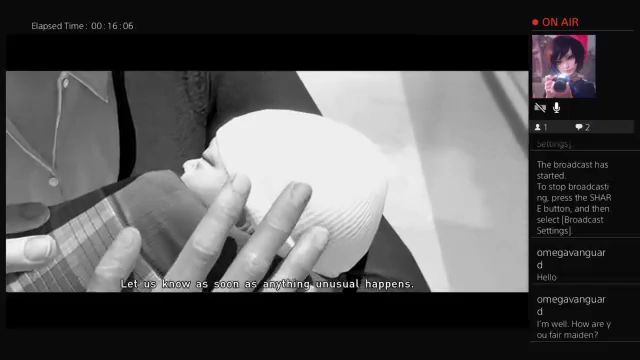 Elapsed Time : 00:16:06
ON AIR
1
2
Settings].
The broadcast has
started.
To stop broadcasti
ng, press the SHAR
E button, and then
select [Broadcast
Settings].
omegavanguar
d
Hello
omegavanguar
d
I'm well. How are y
ou fair maiden?
Let us know as soon as anything unusual happens.